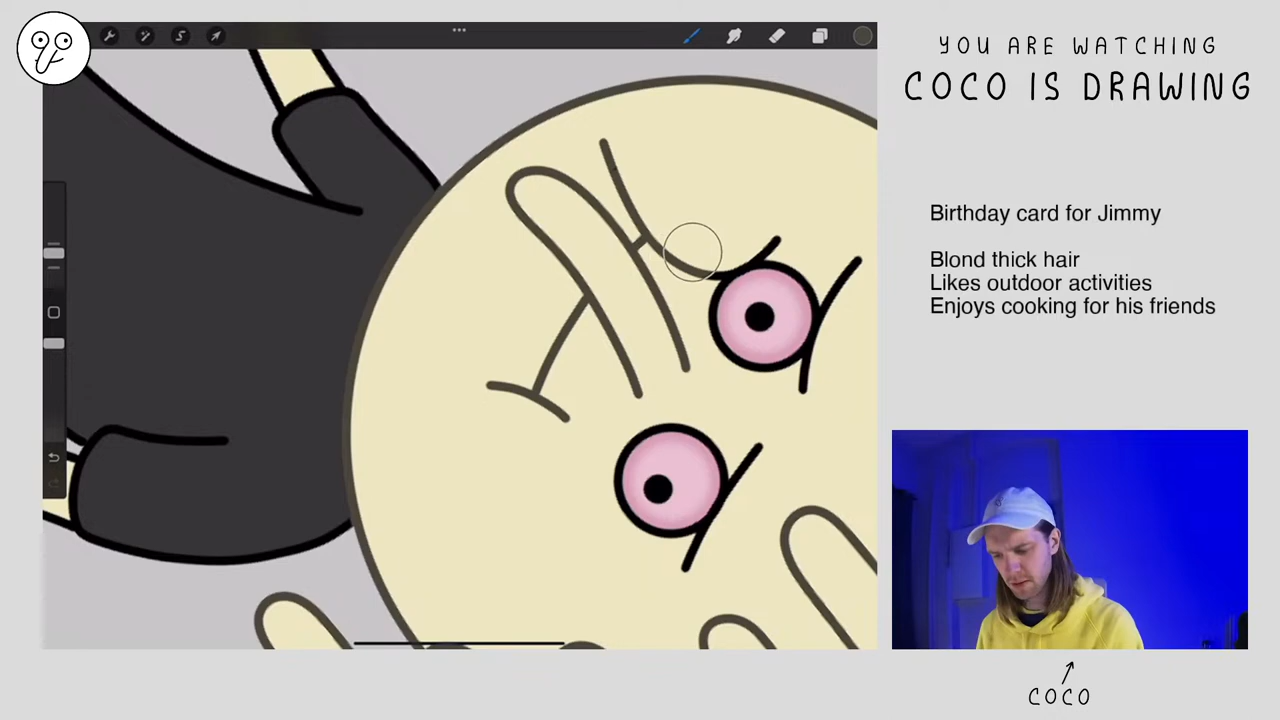 YOU ARE WATCHING
COCO IS DRAWING
Birthday card for Jimmy
Blond thick hair
Likes outdoor activities
Enjoys cooking for his friends
COCO